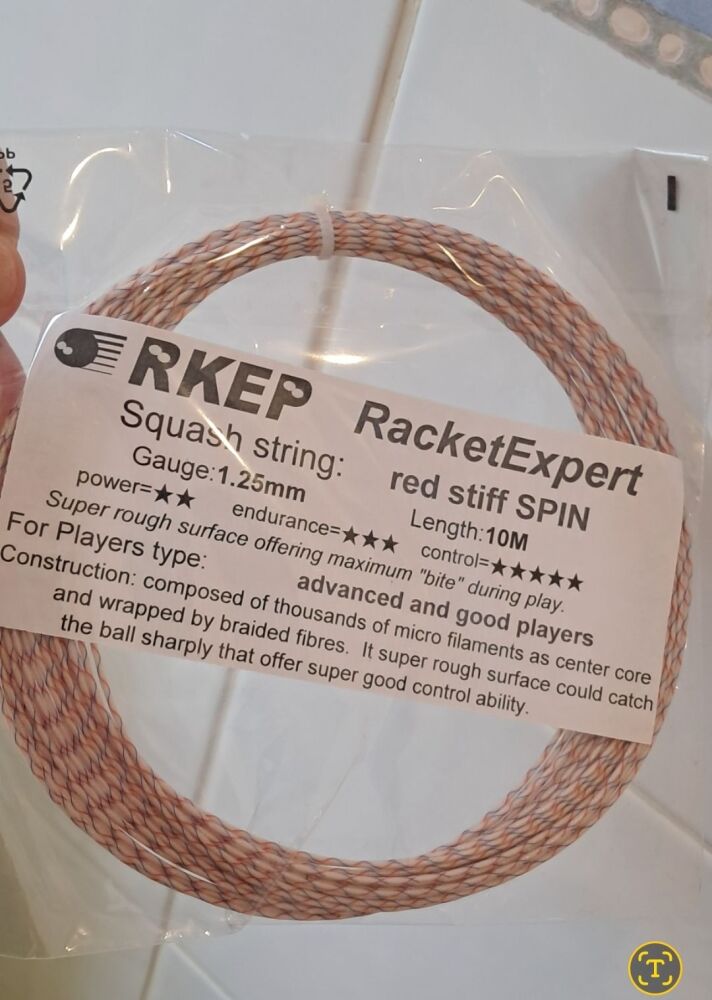 RKEP RacketExpert
Squash string: red stiff SPIN
Gauge:1.25mm Length:10M
power=★★ endurance=★★★ control=★★★★★
Super rough surface offering maximum "bite" during play.
For Players type: advanced and good players
Construction: composed of thousands of micro filaments as center core
and wrapped by braided fibres. It super rough surface could catch
the ball sharply that offer super good control ability.